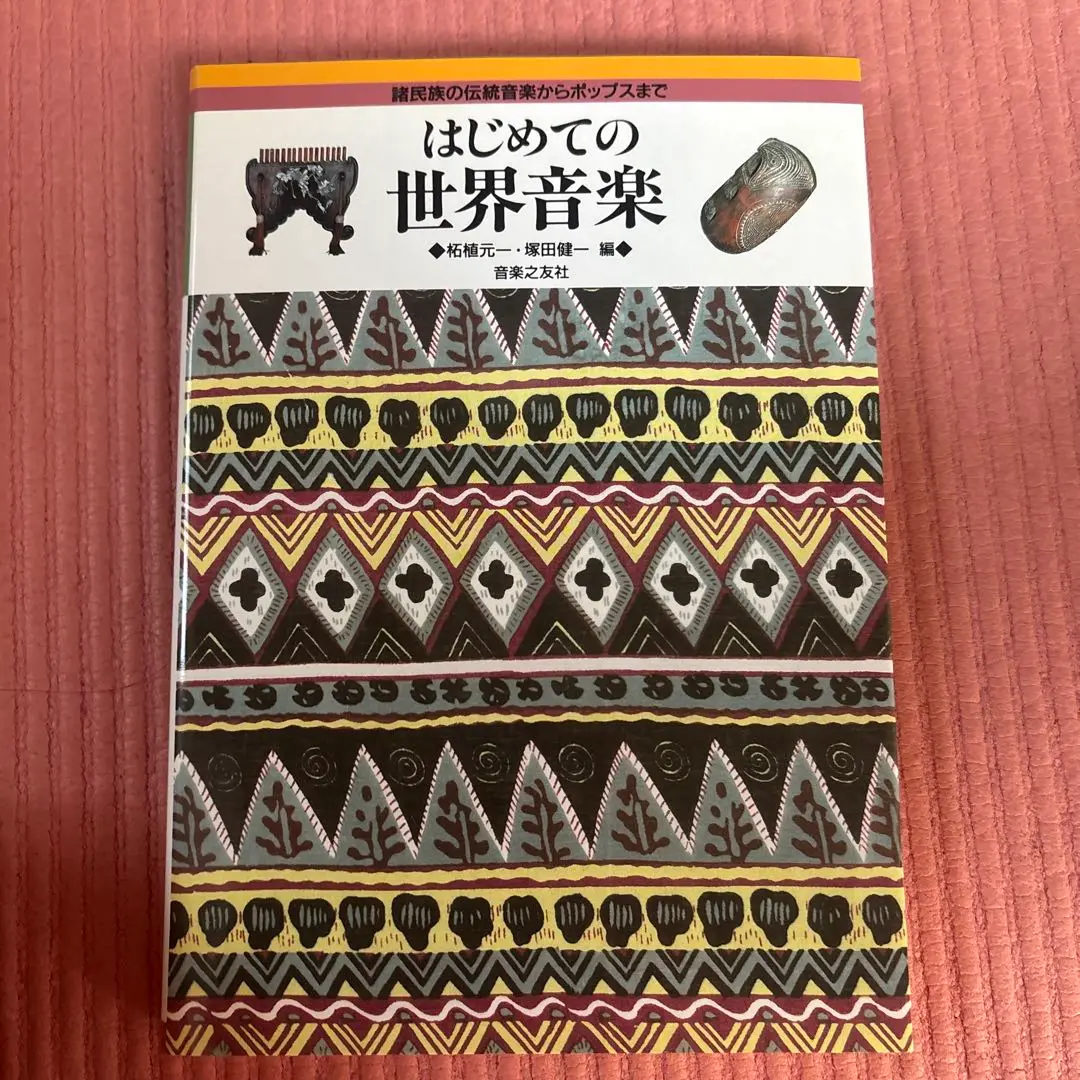 諸民族の伝統音楽からポップスまで
はじめての
世界音楽
◆柘植元一・塚田健一 編◆
音楽之友社